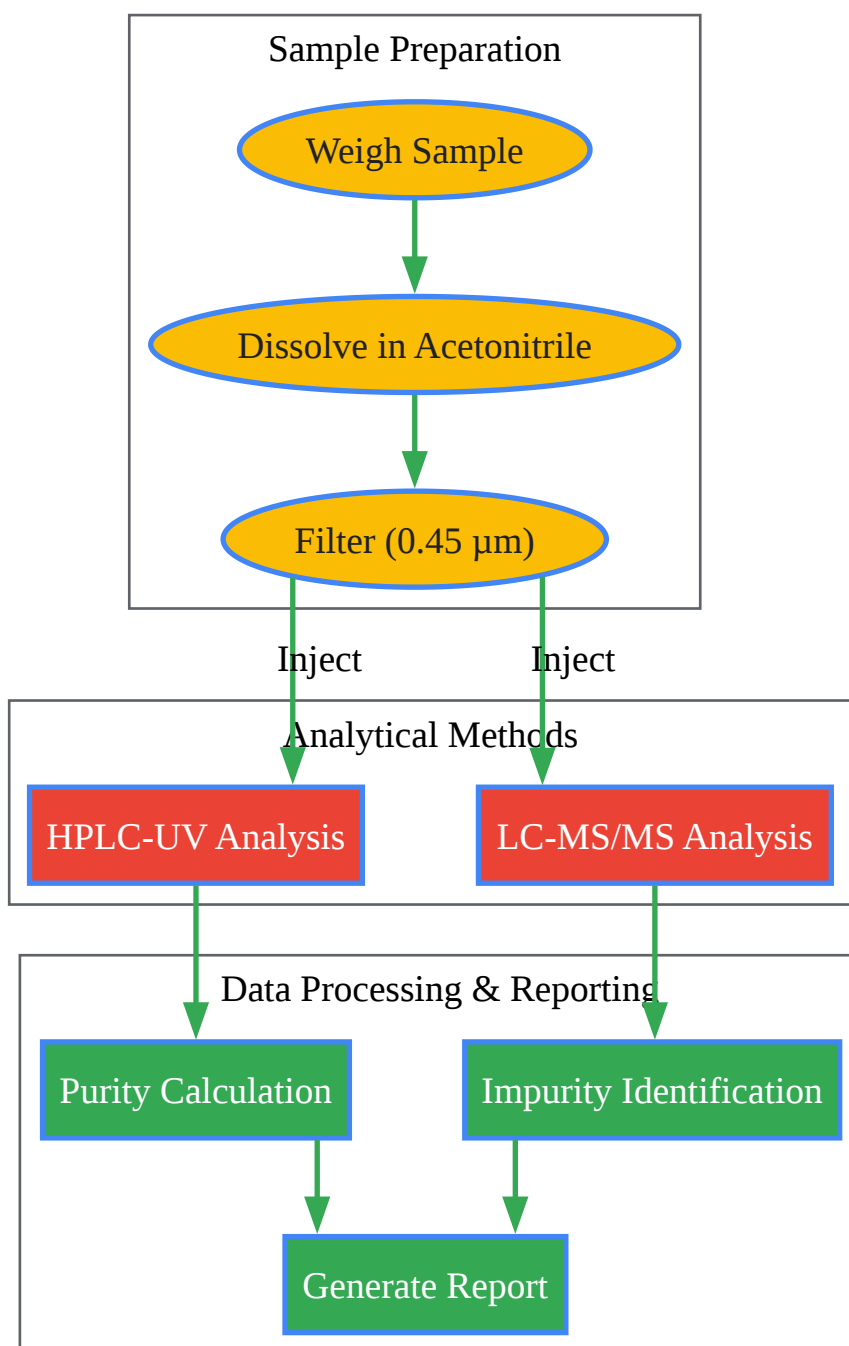 Sample Preparation
Weigh Sample
Dissolve in Acetonitrile
Filter (0.45 µm)
Inject
Inject
Analytical Methods
HPLC-UV Analysis
LC-MS/MS Analysis
Data Processing & Reporting
Purity Calculation
Impurity Identification
Generate Report